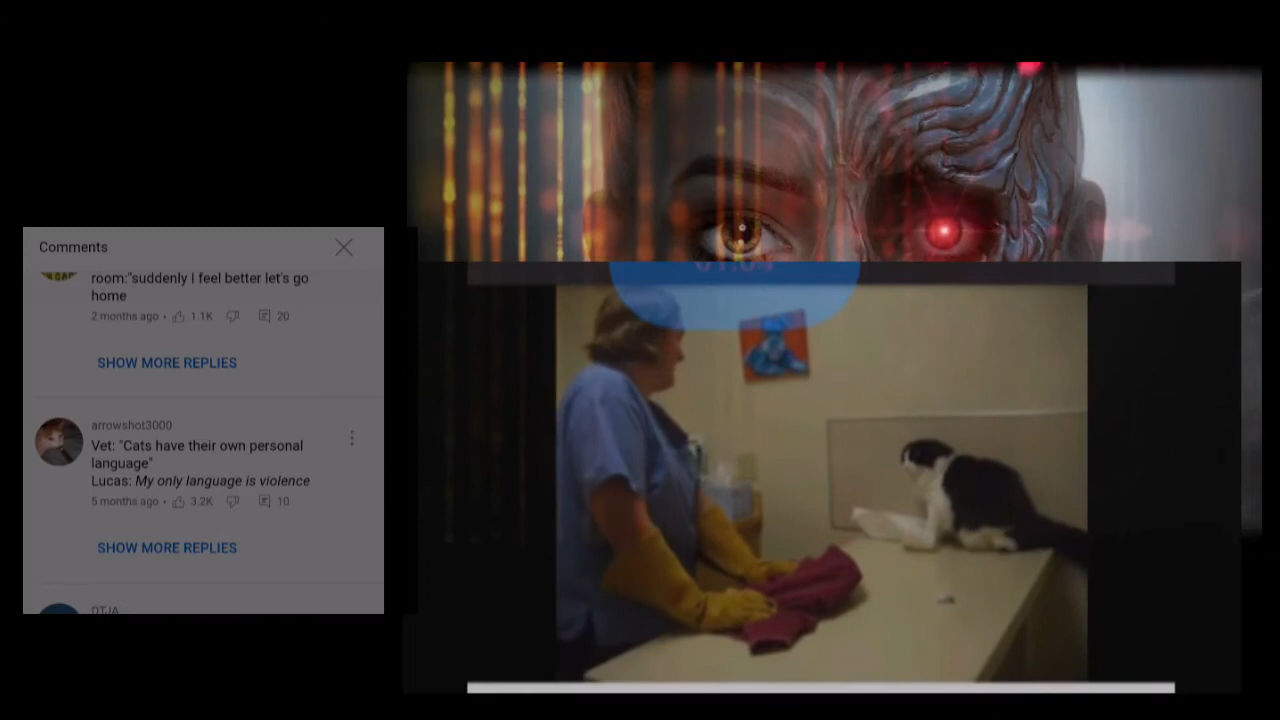 Comments
room:"suddenly I feel better let's go
home
2 months ago • 1.1K 20
SHOW MORE REPLIES
arrowshot3000
Vet: "Cats have their own personal
language"
Lucas: My only language is violence
5 months ago • 3.2K 10
SHOW MORE REPLIES
DTJA